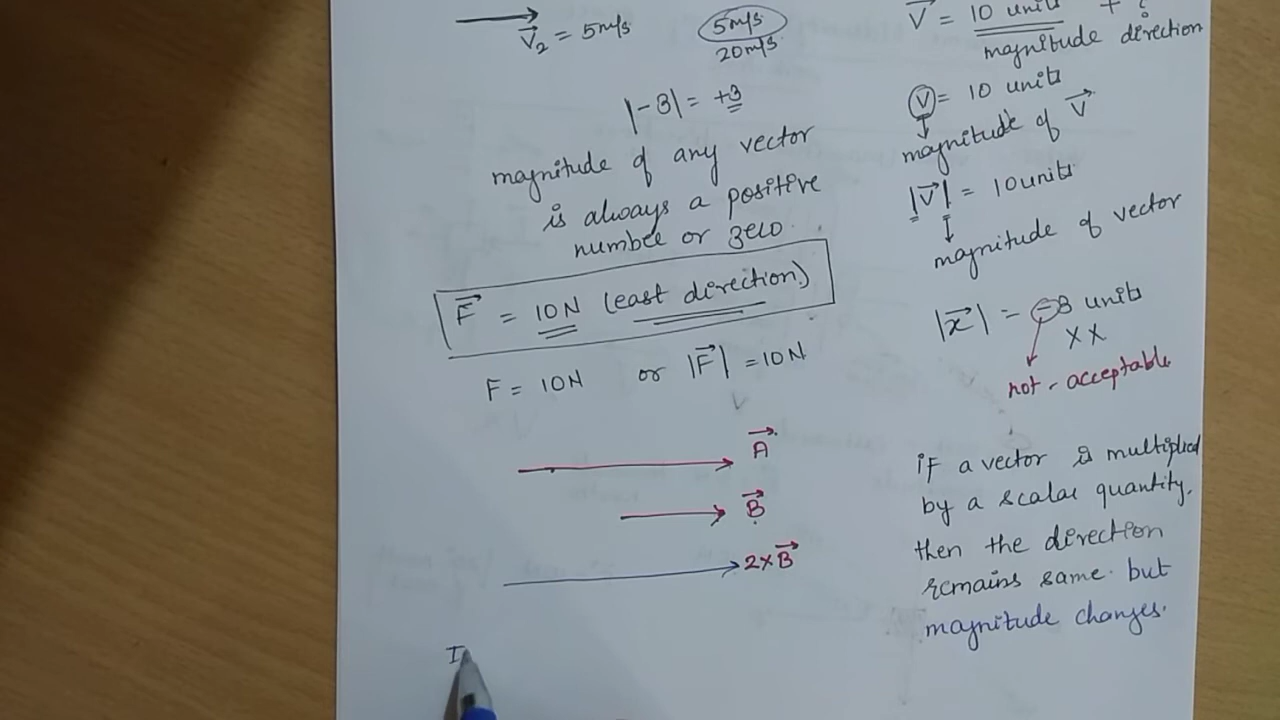 V⃗₂ = 5m/s
5m/s
20m/s
|-3| = +3
magnitude of any vector
is always a positive
number or zero.
F⃗ = 10N (east direction)
F = 10N or |F⃗| = 10N
A⃗
B⃗
2×B⃗
I
V⃗ = 10 units + ?
magnitude direction
V = 10 units
magnitude of V⃗
|V⃗| = 10units
magnitude of vector
|x⃗| = -8 units
XX
not-acceptable
if a vector is multiplied
by a scalar quantity.
then the direction
remains same. but
magnitude changes.